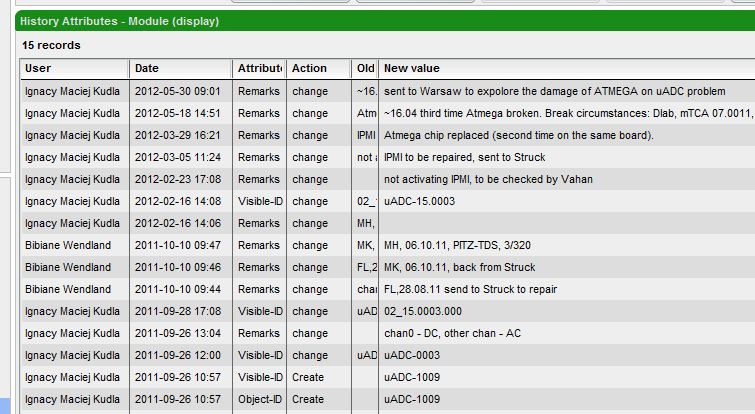 History Attributes - Module (display)
15 records
User Date Attribut Action Old New value
Ignacy Maciej Kudla 2012-05-30 09:01 Remarks change ~16. sent to Warsaw to expolore the damage of ATMEGA on uADC problem
Ignacy Maciej Kudla 2012-05-18 14:51 Remarks change Atm ~16.04 third time Atmega broken. Break circumstances: Dlab, mTCA 07.0011,
Ignacy Maciej Kudla 2012-03-29 16:21 Remarks change IPMI Atmega chip replaced (second time on the same board).
Ignacy Maciej Kudla 2012-03-05 11:24 Remarks change not IPMI to be repaired, sent to Struck
Ignacy Maciej Kudla 2012-02-23 17:08 Remarks change not activating IPMI, to be checked by Vahan
Ignacy Maciej Kudla 2012-02-16 14:08 Visible-ID change 02_ uADC-15.0003
Ignacy Maciej Kudla 2012-02-16 14:06 Remarks change MH,
Bibiane Wendland 2011-10-10 09:47 Remarks change MK, MH, 06.10.11, PITZ-TDS, 3/320
Bibiane Wendland 2011-10-10 09:46 Remarks change FL,2 MK, 06.10.11, back from Struck
Bibiane Wendland 2011-10-10 09:44 Remarks change chan FL,28.08.11 send to Struck to repair
Ignacy Maciej Kudla 2011-09-28 17:08 Visible-ID change uAD 02_15.0003.000
Ignacy Maciej Kudla 2011-09-26 13:04 Remarks change chan0 - DC, other chan - AC
Ignacy Maciej Kudla 2011-09-26 12:00 Visible-ID change uAD uADC-0003
Ignacy Maciej Kudla 2011-09-26 10:57 Visible-ID Create uADC-1009
Ignacy Maciej Kudla 2011-09-26 10:57 Object-ID Create uADC-1009